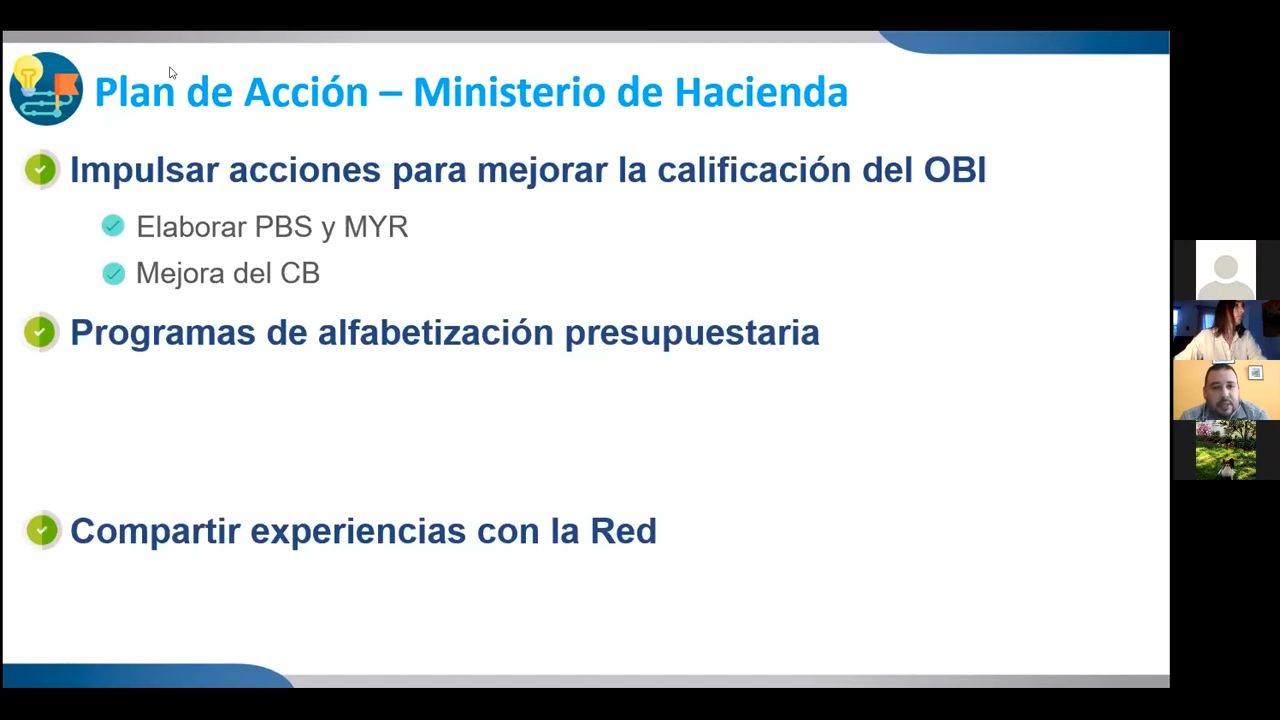 Plan de Acción – Ministerio de Hacienda
Impulsar acciones para mejorar la calificación del OBI
Elaborar PBS y MYR
Mejora del CB
Programas de alfabetización presupuestaria
Compartir experiencias con la Red